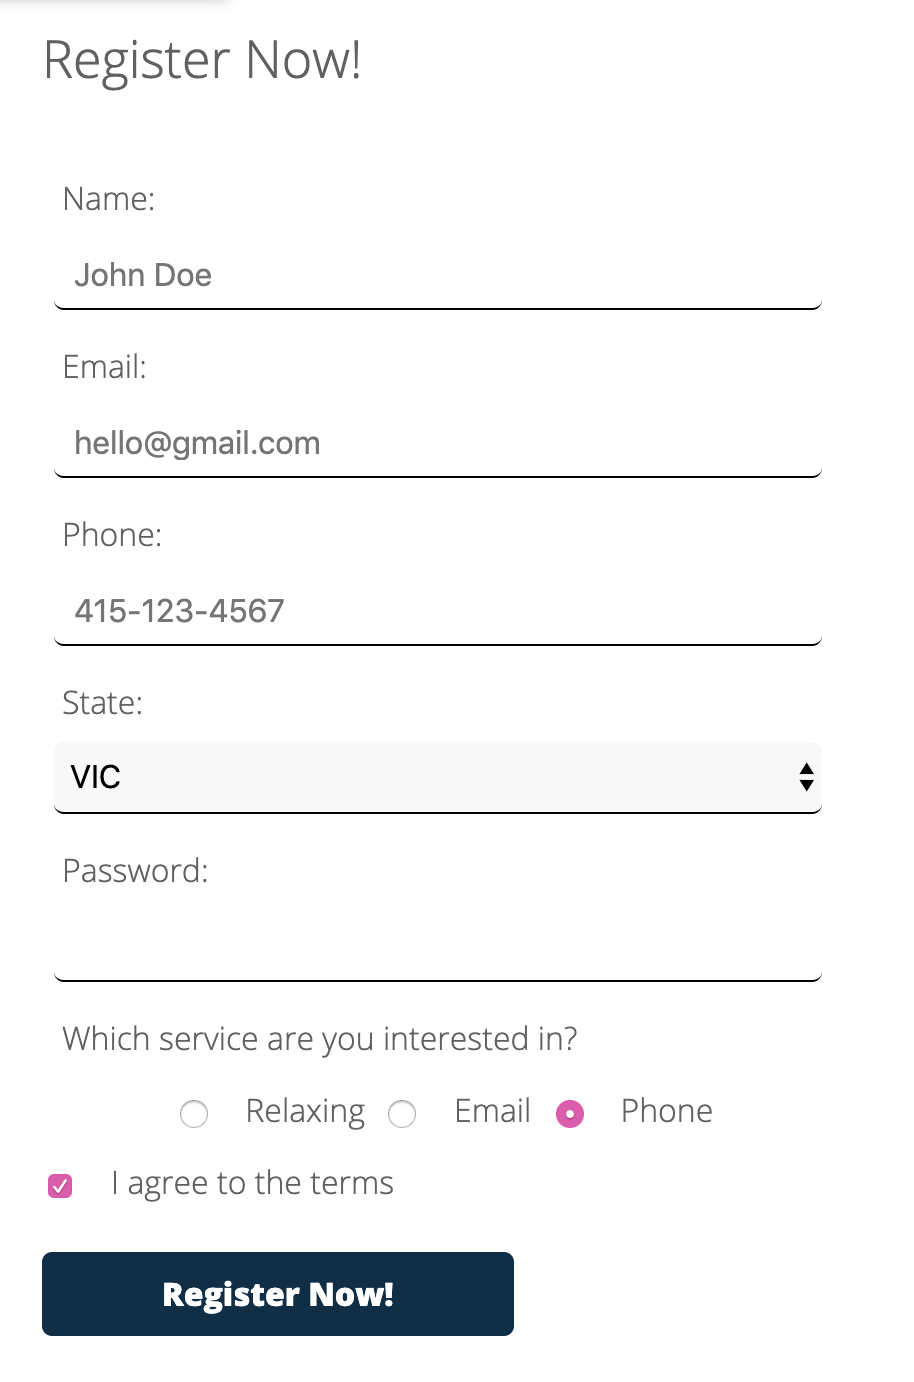 Register Now!
Name:
John Doe
Email:
hello@gmail.com
Phone:
415-123-4567
State:
VIC
Password:
Which service are you interested in?
Relaxing Email Phone
I agree to the terms
Register Now!